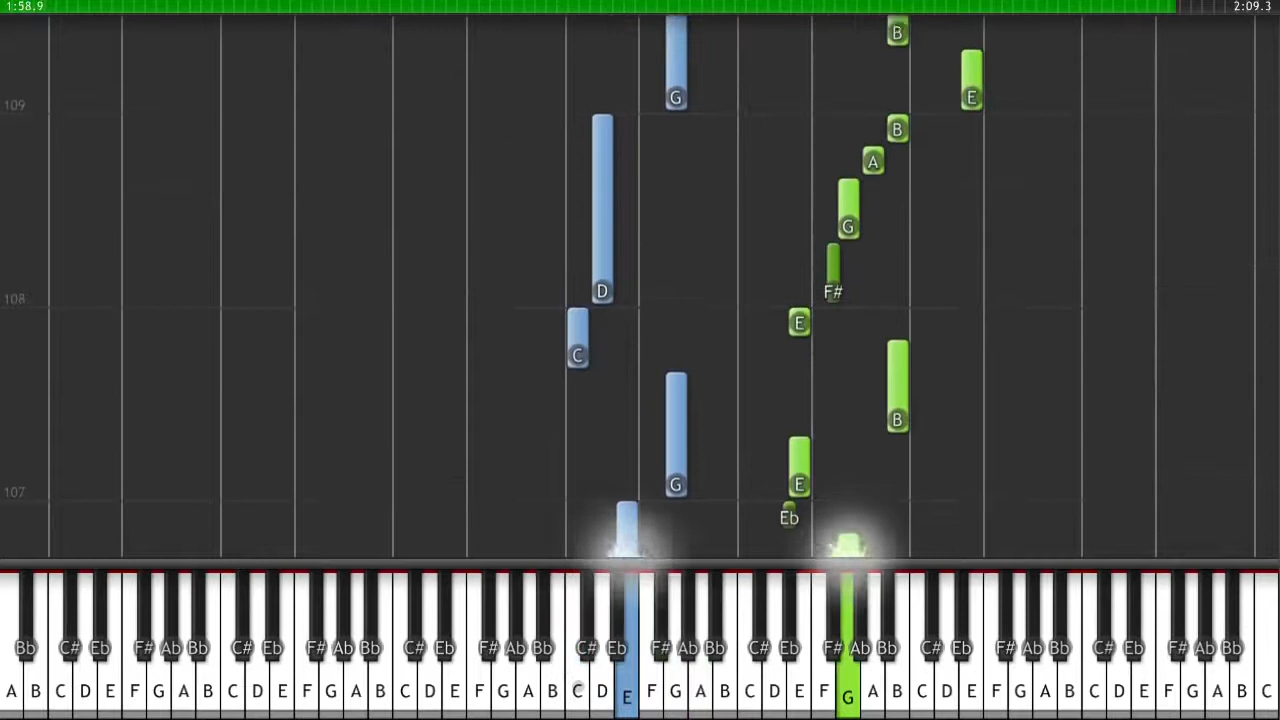 1:58.9 2:09.3
B
G E
109
B
A
G
D F#
108
E
C
B
G E
107
Eb
Bb C# Eb F# Ab Bb C# Eb F# Ab Bb C# Eb F# Ab Bb C# Eb F# Ab Bb C# Eb F# Ab Bb C# Eb F# Ab Bb C# Eb F# Ab Bb
A B C D E F G A B C D E F G A B C D E F G A B C D E F G A B C D E F G A B C D E F G A B C D E F G A B C